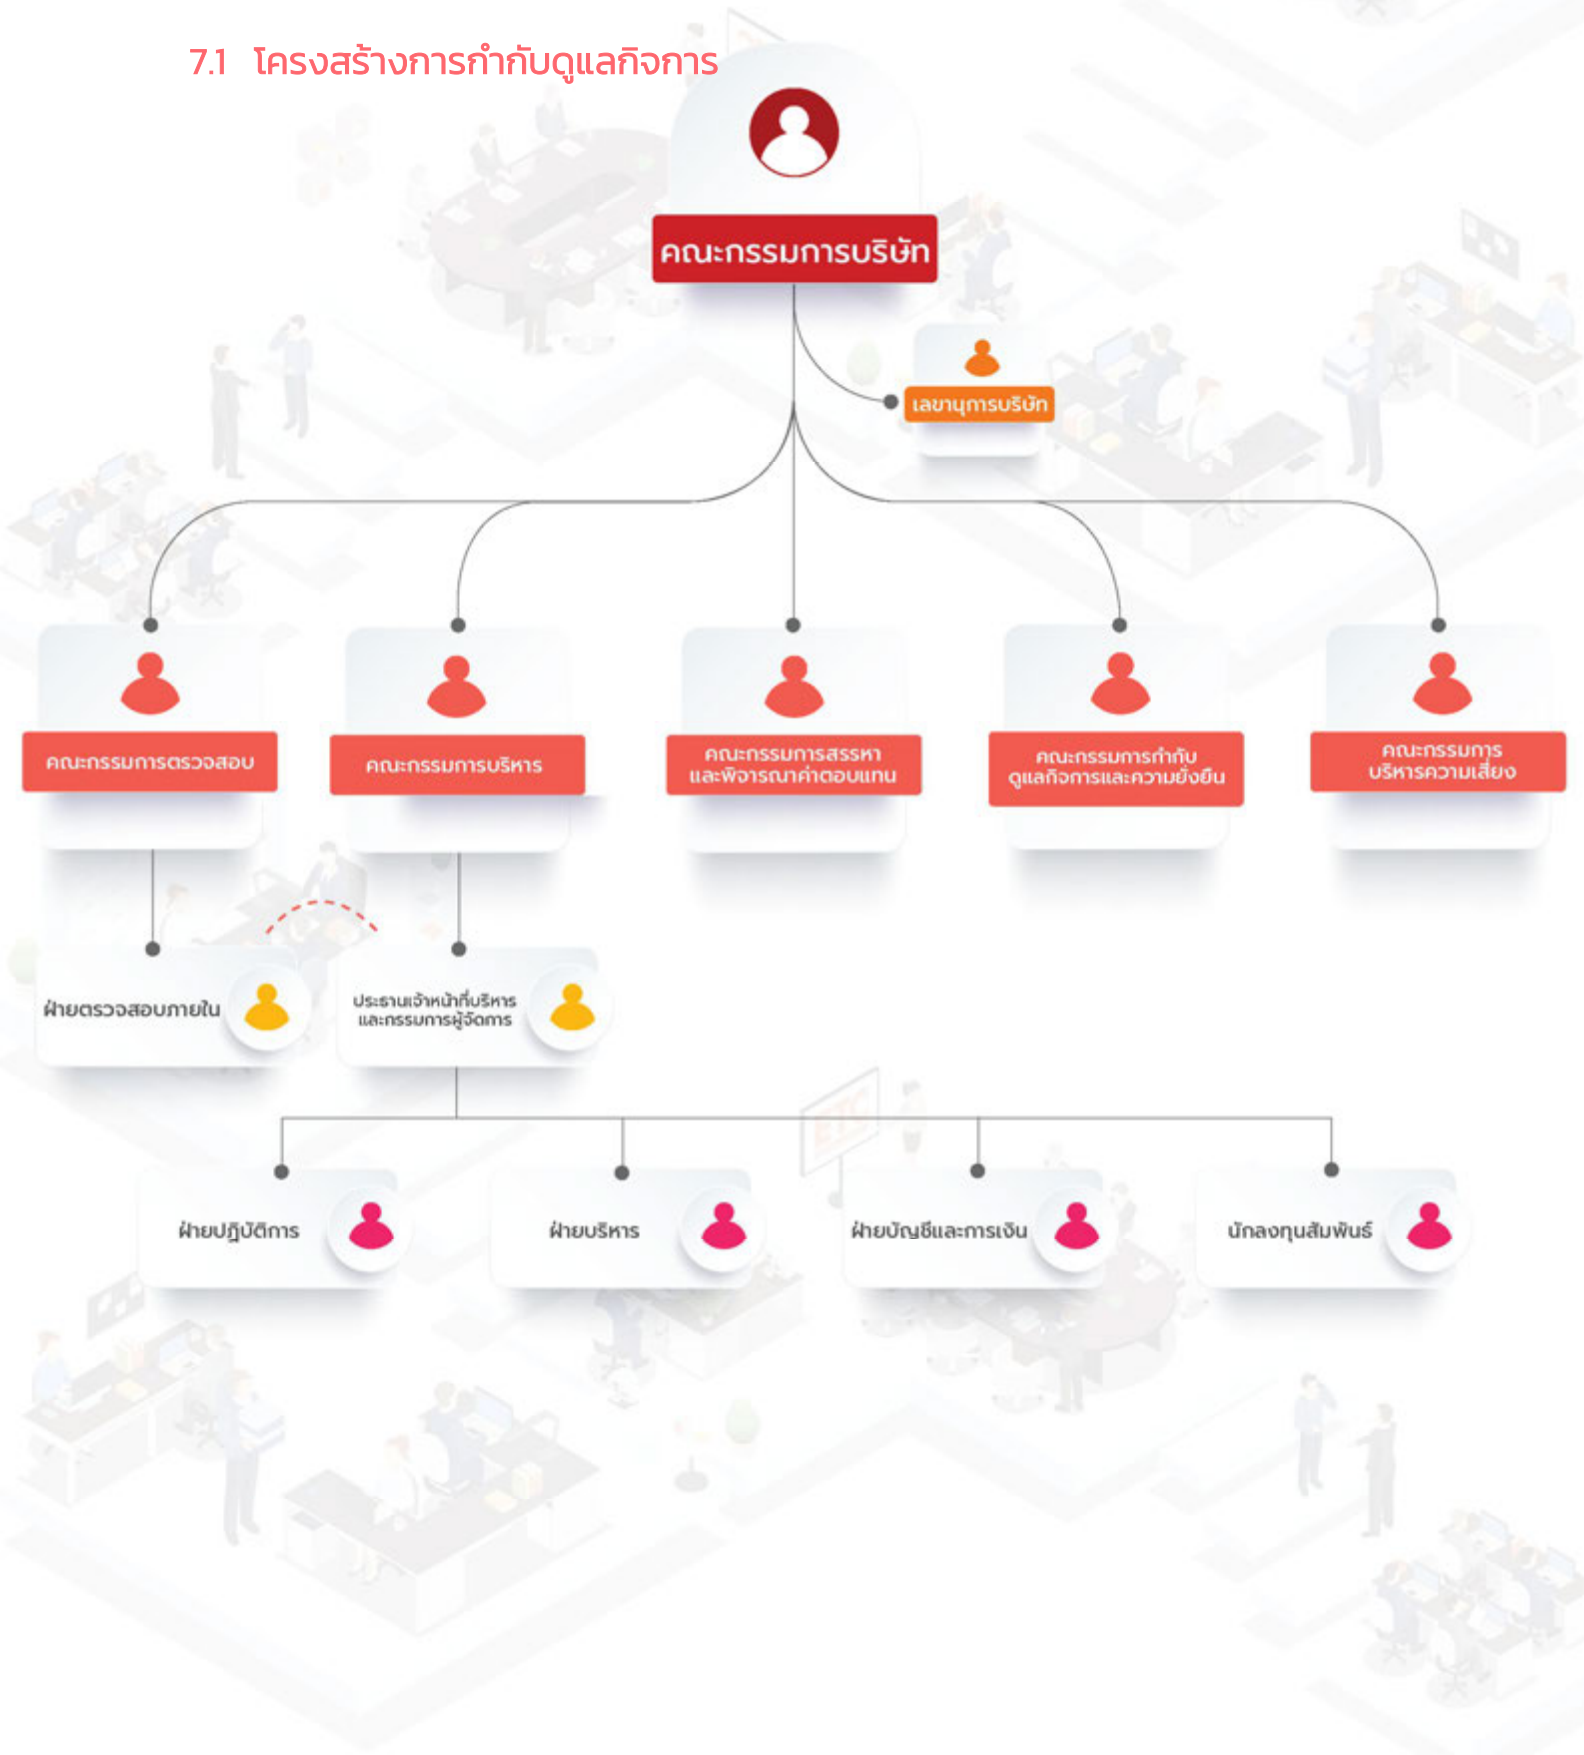 7.1 โครงสร้างการกำกับดูแลกิจการ
คณะกรรมการบริษัท
เลขานุการบริษัท
คณะกรรมการตรวจสอบ
คณะกรรมการบริหาร
คณะกรรมการสรรหา
และพิจารณาค่าตอบแทน
คณะกรรมการกำกับ
ดูแลกิจการและความยั่งยืน
คณะกรรมการ
บริหารความเสี่ยง
ฝ่ายตรวจสอบภายใน
ประธานเจ้าหน้าที่บริหาร
และกรรมการผู้จัดการ
ETC
ฝ่ายปฏิบัติการ
ฝ่ายบริหาร
ฝ่ายบัญชีและการเงิน
นักลงทุนสัมพันธ์